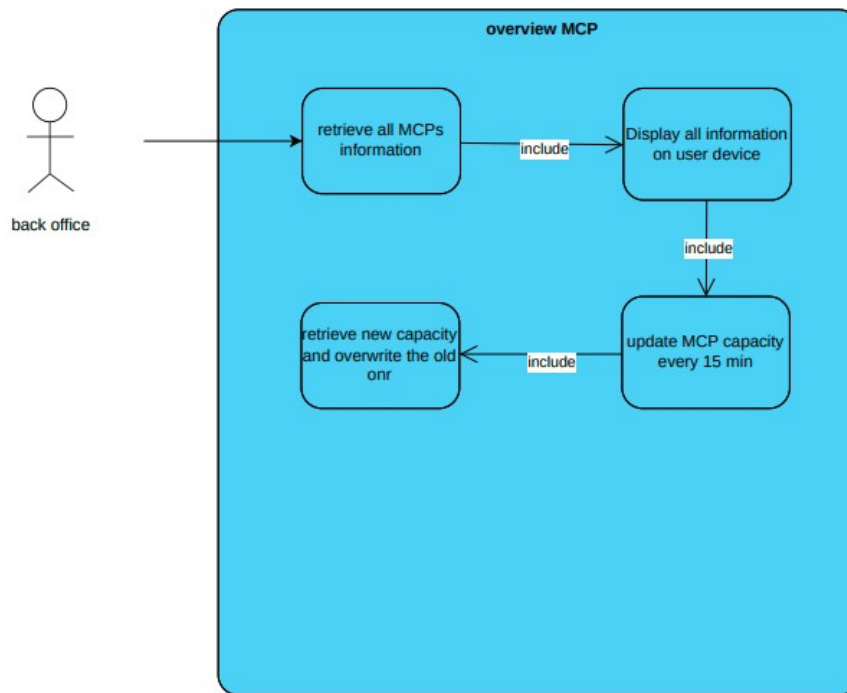 overview MCP
retrieve all MCPs
information
include
Display all information
on user device
back office
include
retrieve new capacity
and overwrite the old
onr
include
update MCP capacity
every 15 min